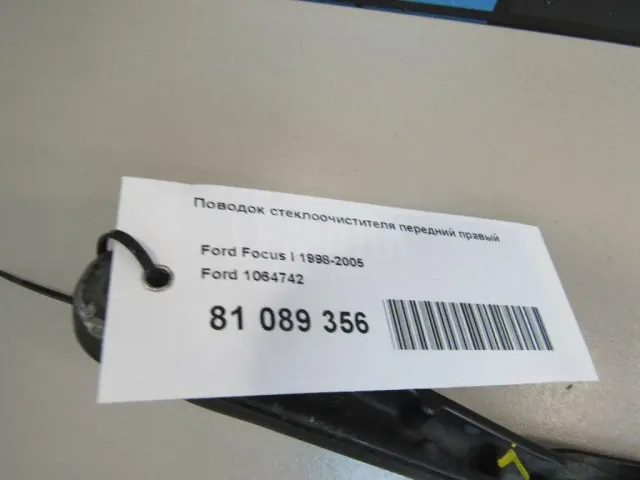 Поводок стеклоочистителя передний правый
Ford Focus I 1998-2005
Ford 1064742
81 089 356